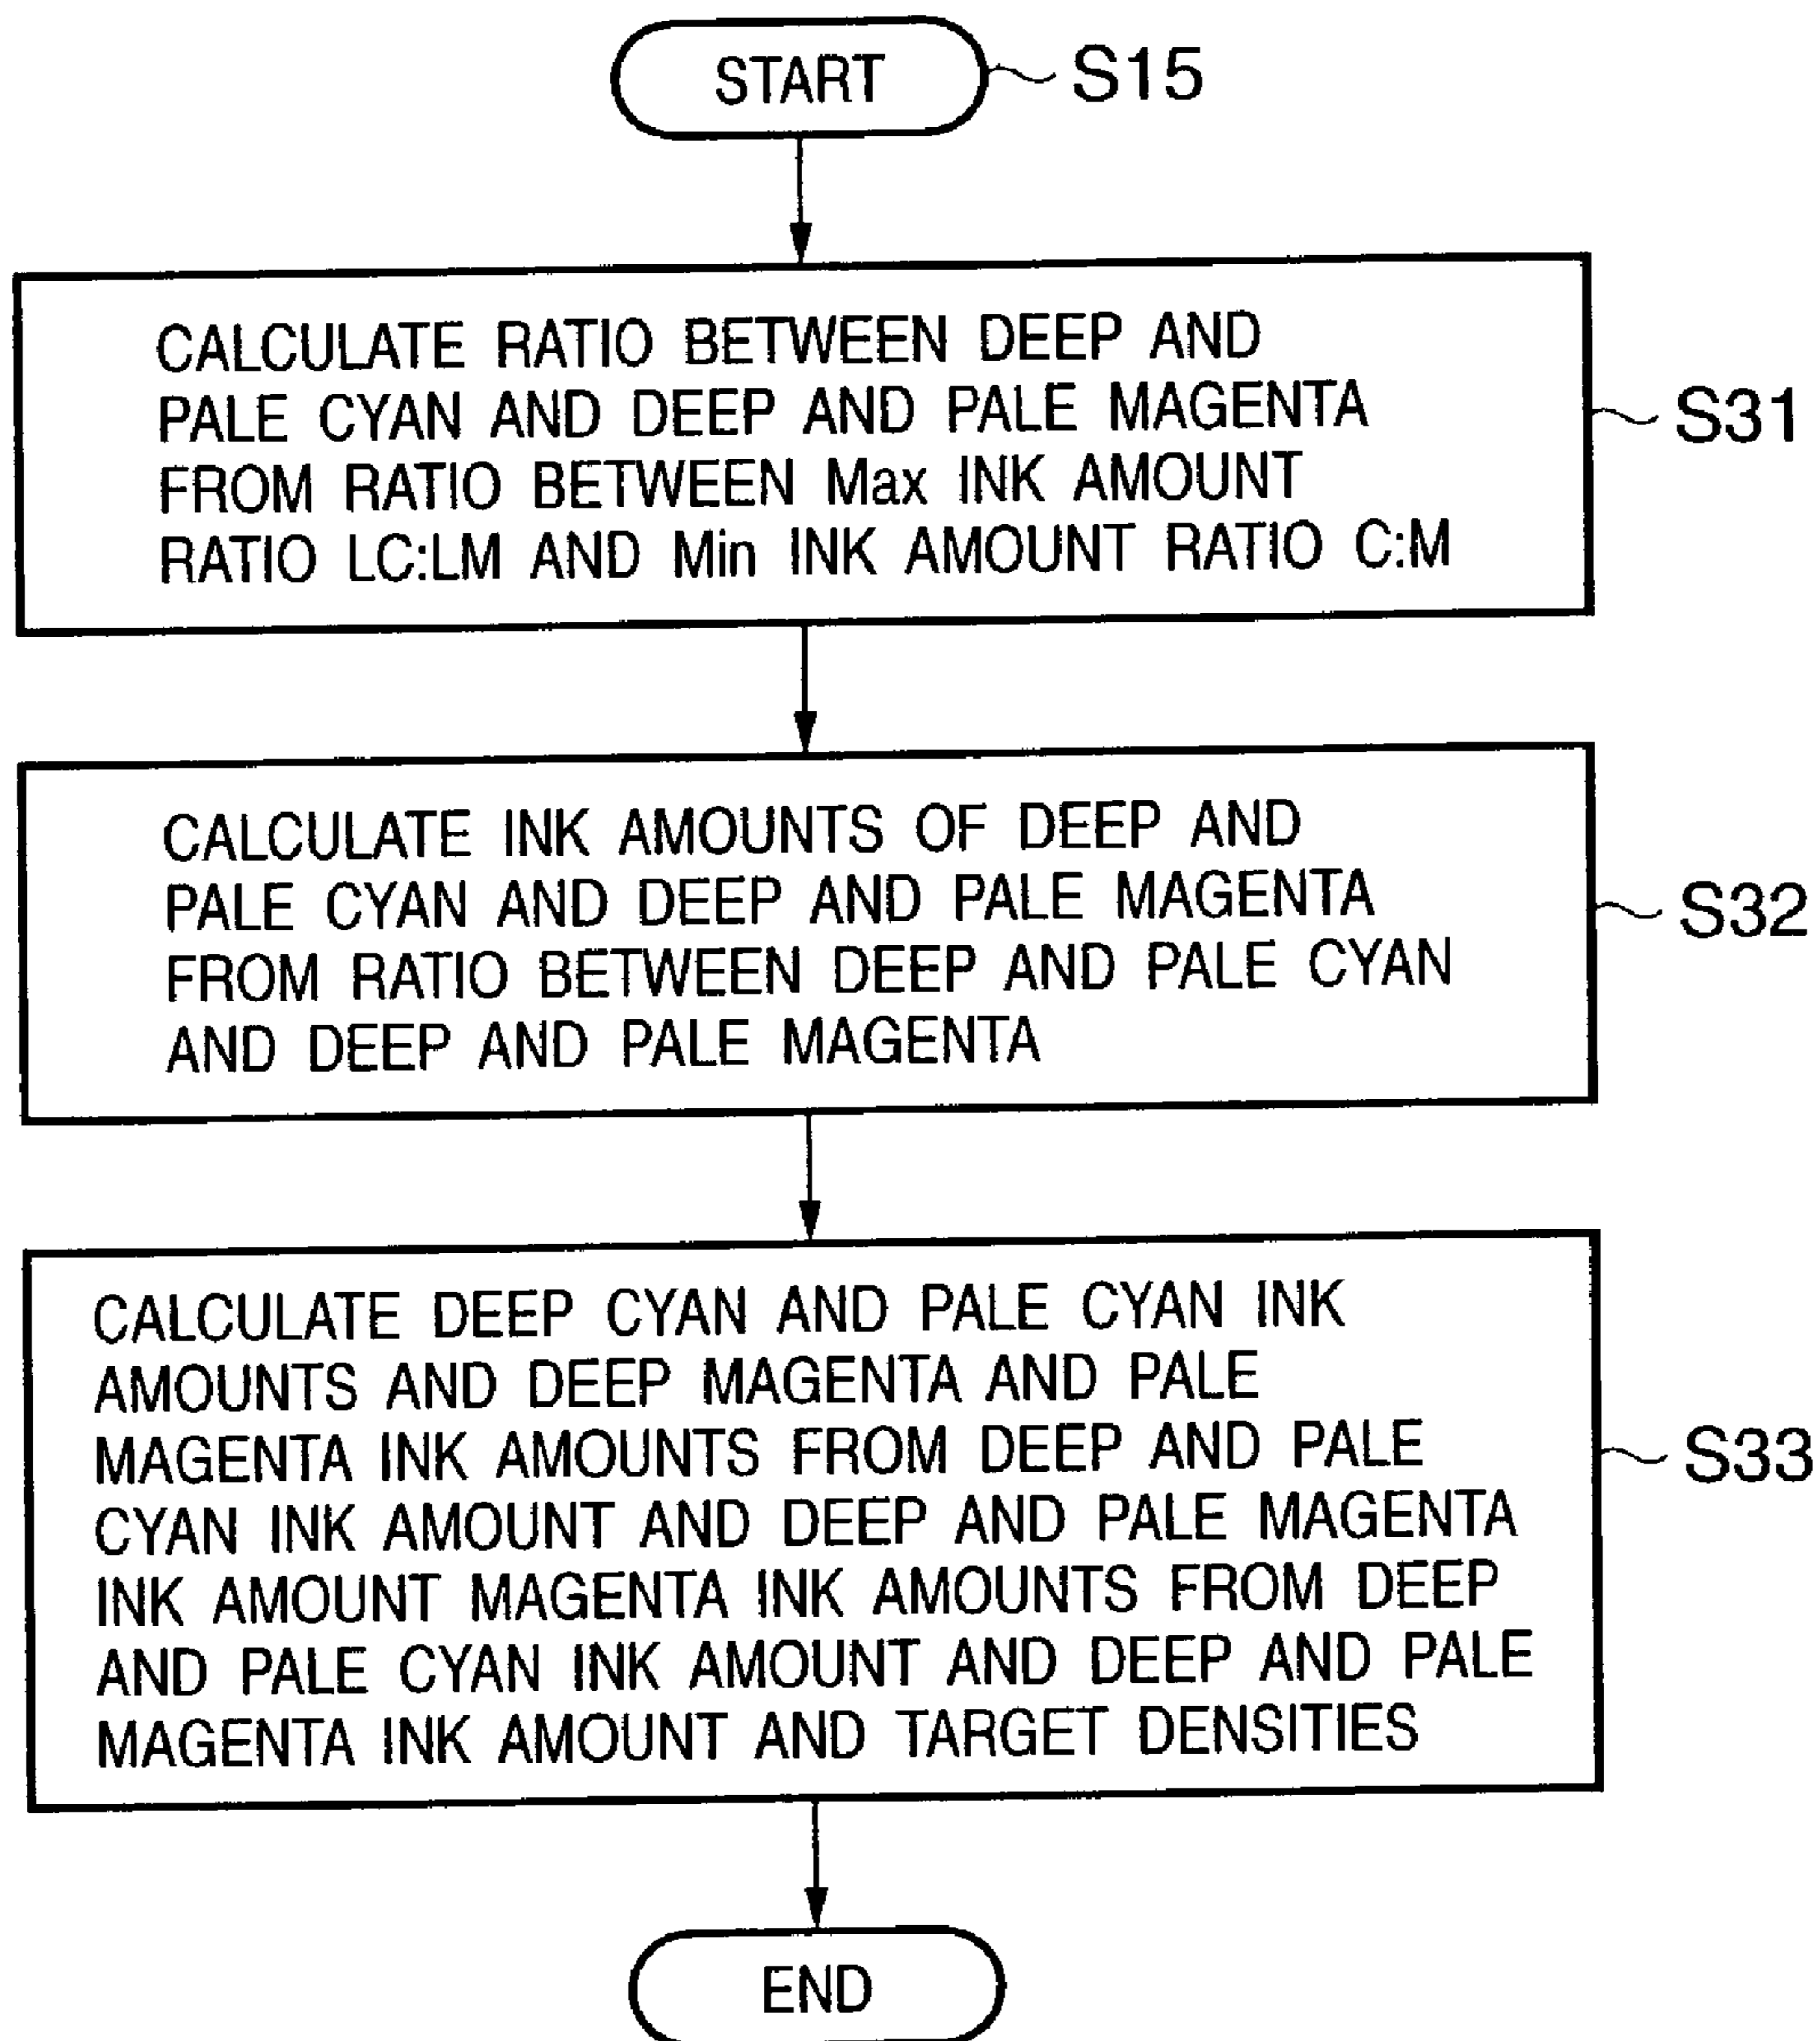 START
S15
CALCULATE RATIO BETWEEN DEEP AND
PALE CYAN AND DEEP AND PALE MAGENTA
FROM RATIO BETWEEN Max INK AMOUNT
RATIO LC:LM AND Min INK AMOUNT RATIO C:M
S31
CALCULATE INK AMOUNTS OF DEEP AND
PALE CYAN AND DEEP AND PALE MAGENTA
FROM RATIO BETWEEN DEEP AND PALE CYAN
AND DEEP AND PALE MAGENTA
S32
CALCULATE DEEP CYAN AND PALE CYAN INK
AMOUNTS AND DEEP MAGENTA AND PALE
MAGENTA INK AMOUNTS FROM DEEP AND PALE
CYAN INK AMOUNT AND DEEP AND PALE MAGENTA
INK AMOUNT MAGENTA INK AMOUNTS FROM DEEP
AND PALE CYAN INK AMOUNT AND DEEP AND PALE
MAGENTA INK AMOUNT AND TARGET DENSITIES
S33
END